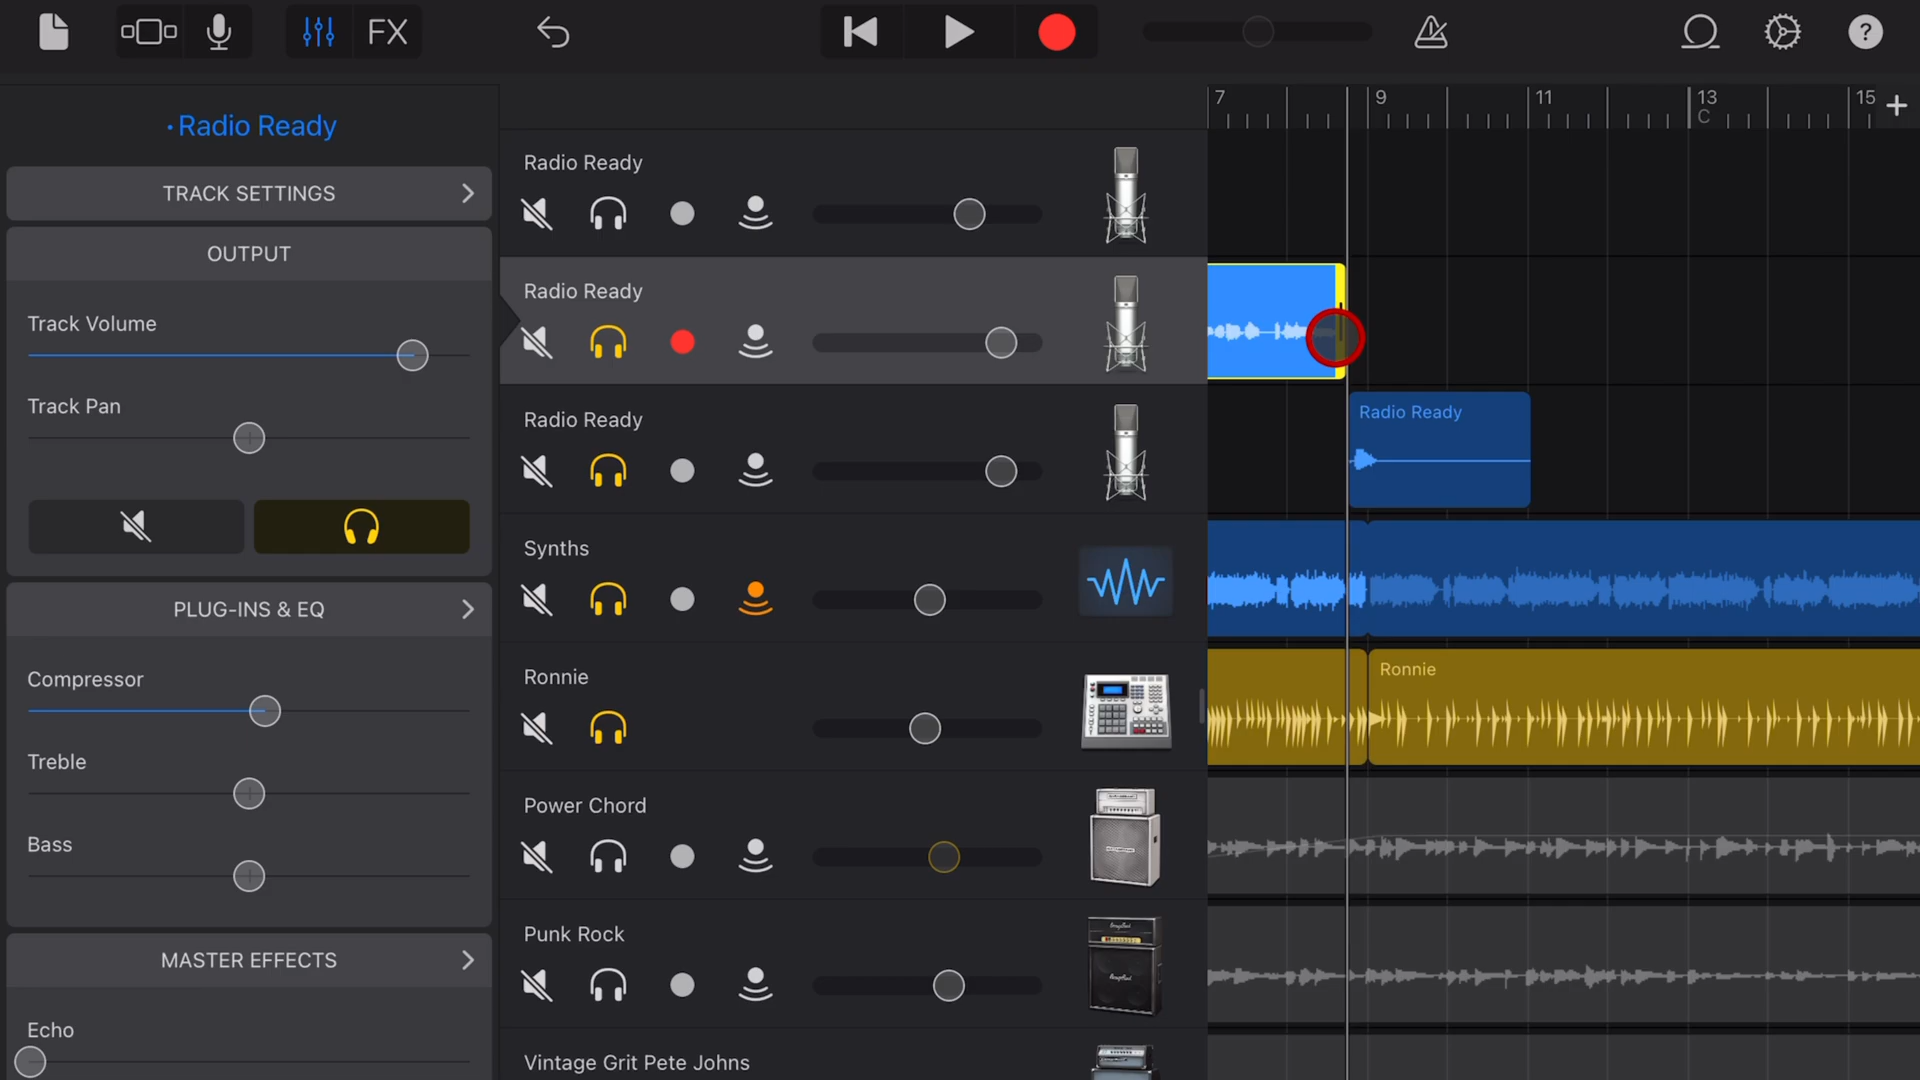 FX
?
7
9
11
13
C
15
· Radio Ready
TRACK SETTINGS
OUTPUT
Track Volume
Track Pan
PLUG-INS & EQ
Compressor
Treble
Bass
MASTER EFFECTS
Echo
Radio Ready
Radio Ready
Radio Ready
Radio Ready
Synths
Ronnie
Ronnie
Power Chord
Punk Rock
Vintage Grit Pete Johns